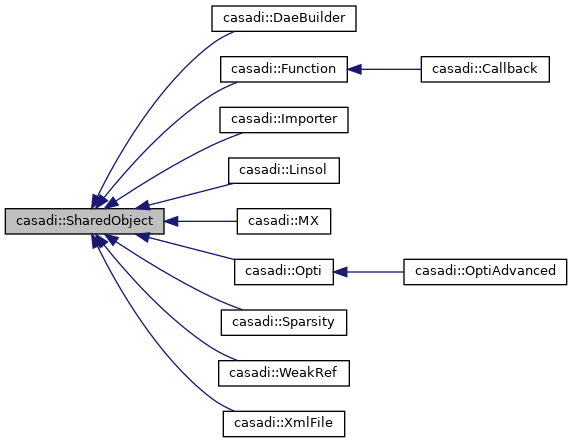 casadi::DaeBuilder
casadi::Function
casadi::Callback
casadi::Importer
casadi::Linsol
casadi::SharedObject
casadi::MX
casadi::Opti
casadi::OptiAdvanced
casadi::Sparsity
casadi::WeakRef
casadi::XmlFile